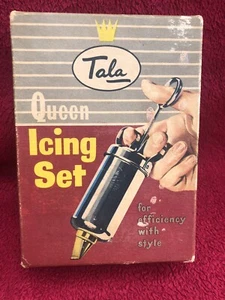 Tala
Queen
Icing
Set
for
efficiency
with
style